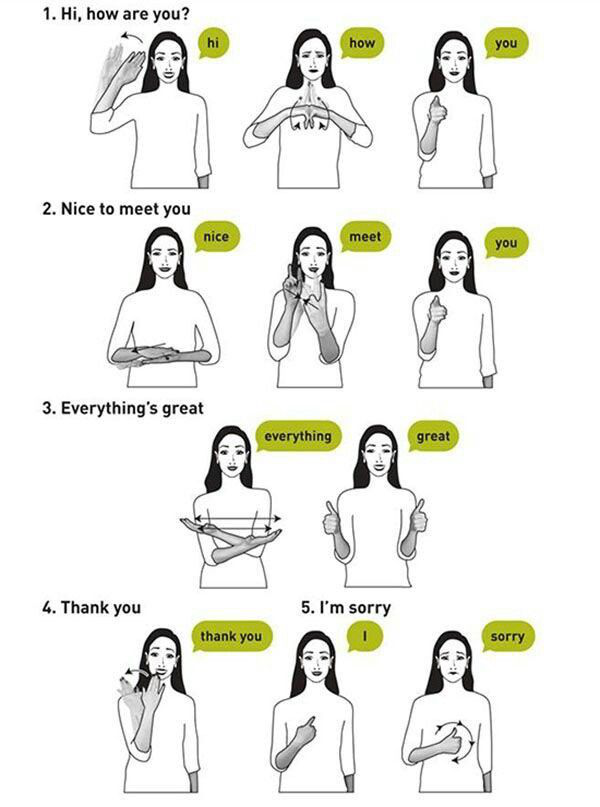 1. Hi, how are you?
hi
how
you
2. Nice to meet you
nice
meet
you
3. Everything’s great
everything
great
4. Thank you
thank you
5. I’m sorry
I
sorry